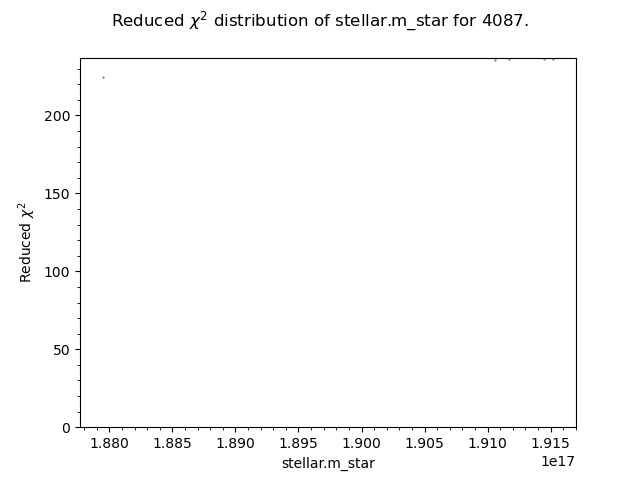 Reduced χ² distribution of stellar.m_star for 4087.
200
150
100
50
0
Reduced χ²
1.880 1.885 1.890 1.895 1.900 1.905 1.910 1.915
1e17
stellar.m_star